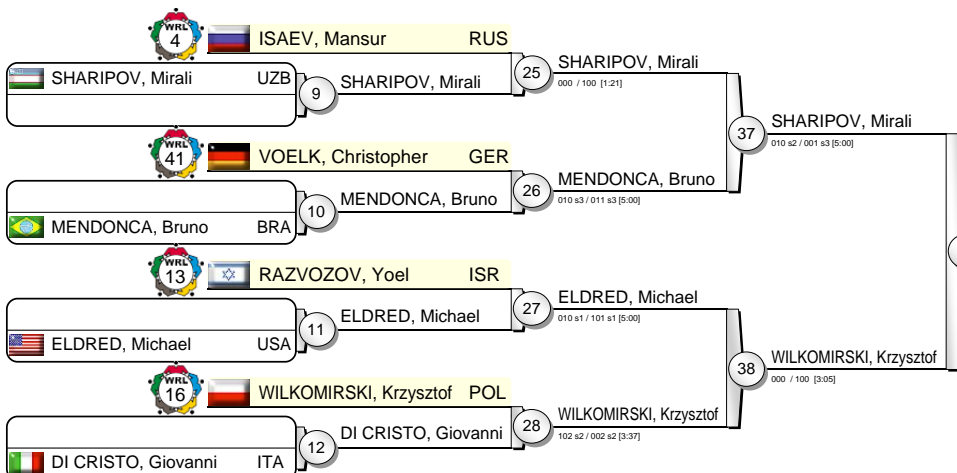 WRL
4
ISAEV, Mansur RUS
SHARIPOV, Mirali UZB
9
SHARIPOV, Mirali
25
SHARIPOV, Mirali
000 / 100 [1:21]
WRL
41
VOELK, Christopher GER
MENDONCA, Bruno BRA
10
MENDONCA, Bruno
26
MENDONCA, Bruno
010 s3 / 011 s3 [5:00]
37
SHARIPOV, Mirali
010 s2 / 001 s3 [5:00]
WRL
13
RAZVOZOV, Yoel ISR
ELDRED, Michael USA
11
ELDRED, Michael
27
ELDRED, Michael
010 s1 / 101 s1 [5:00]
WRL
16
WILKOMIRSKI, Krzysztof POL
DI CRISTO, Giovanni ITA
12
DI CRISTO, Giovanni
28
WILKOMIRSKI, Krzysztof
102 s2 / 002 s2 [3:37]
38
WILKOMIRSKI, Krzysztof
000 / 100 [3:05]